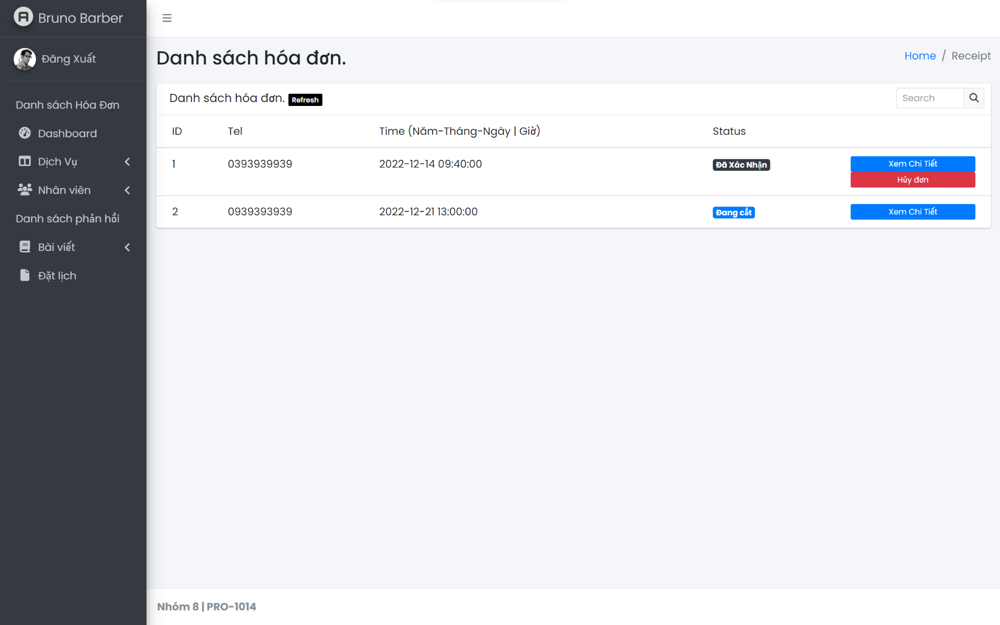 Bruno Barber
Đăng Xuất
Danh sách Hóa Đơn
Dashboard
Dịch Vụ
Nhân viên
Danh sách phản hồi
Bài viết
Đặt lịch
Danh sách hóa đơn.
Home / Receipt
Danh sách hóa đơn. Refresh
Search
ID Tel Time (Năm-Tháng-Ngày | Giờ) Status
1 0393939939 2022-12-14 09:40:00 Đã Xác Nhận Xem Chi Tiết
Hủy đơn
2 0939393939 2022-12-21 13:00:00 Đang cắt Xem Chi Tiết
Nhóm 8 | PRO-1014